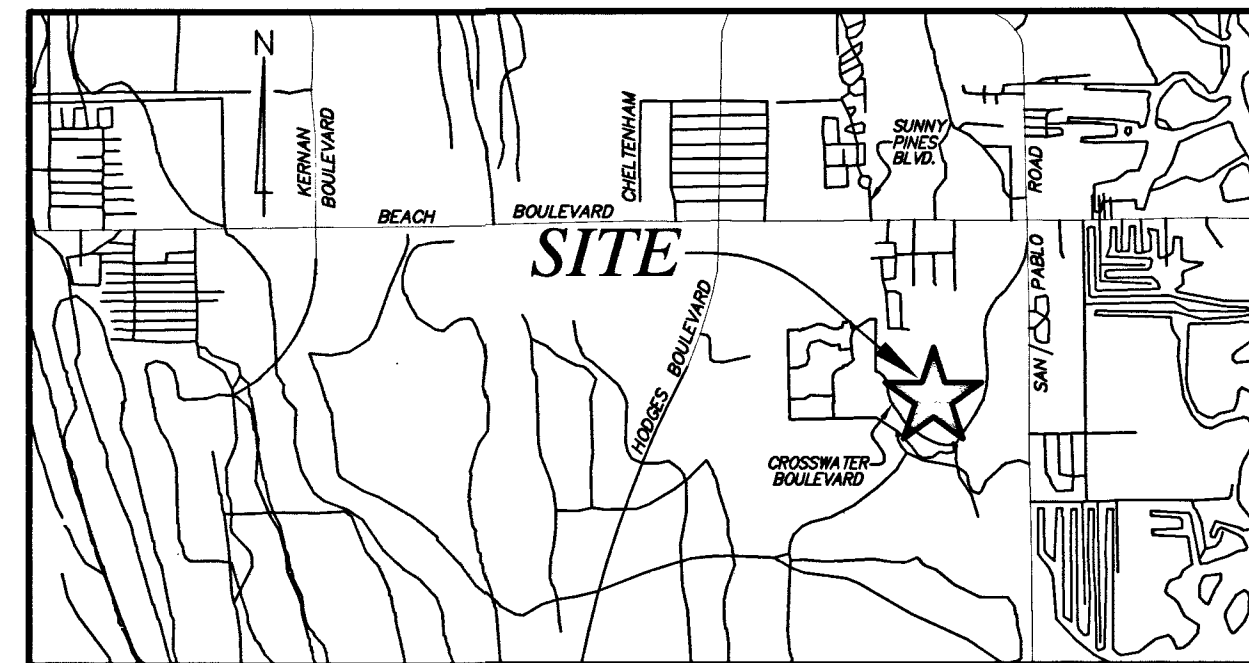 N
KERNAN
BOULEVARD
BEACH
BOULEVARD
CHELTENHAM
SUNNY
PINES
BLVD.
ROAD
SAN PABLO
SITE
HODGES BOULEVARD
CROSSWATER
BOULEVARD